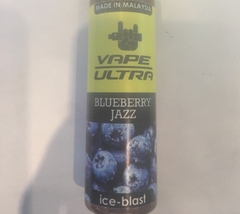 MADE IN MALAYSIA
VAPE
ULTRA
BLUEBERRY
JAZZ
ice-blast